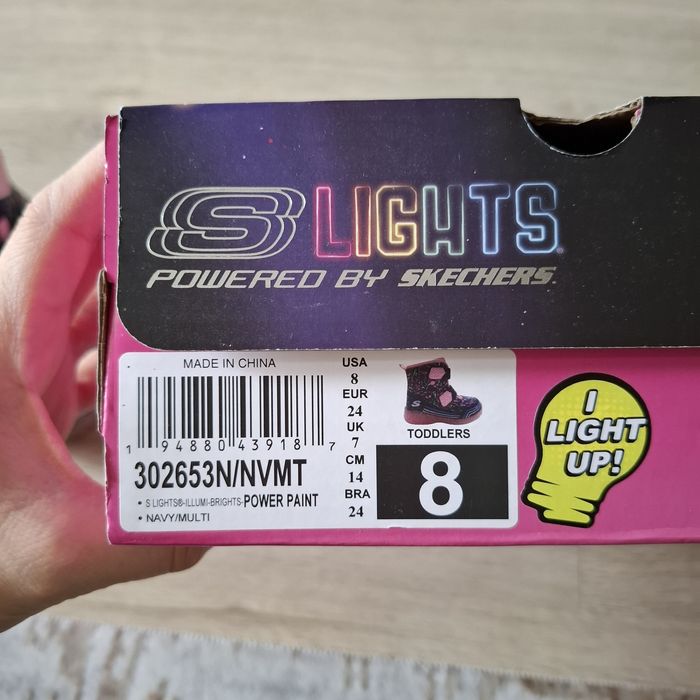 S LIGHTS®
POWERED BY SKECHERS
MADE IN CHINA
1 94880 43918 7
302653N/NVMT
• S LIGHTS®-ILLUMI-BRIGHTS-POWER PAINT
• NAVY/MULTI
USA
8
EUR
24
UK
7
CM
14
BRA
24
S
TODDLERS
8
I
LIGHT
UP!